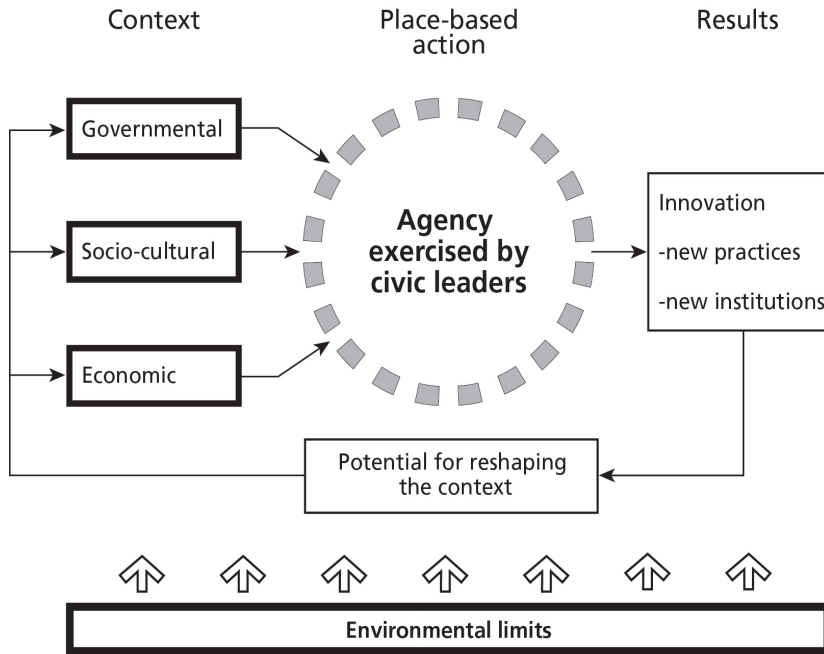 Context
Place-based
action
Results
Governmental
Socio-cultural
Economic
Agency
exercised by
civic leaders
Innovation
-new practices
-new institutions
Potential for reshaping
the context
Environmental limits